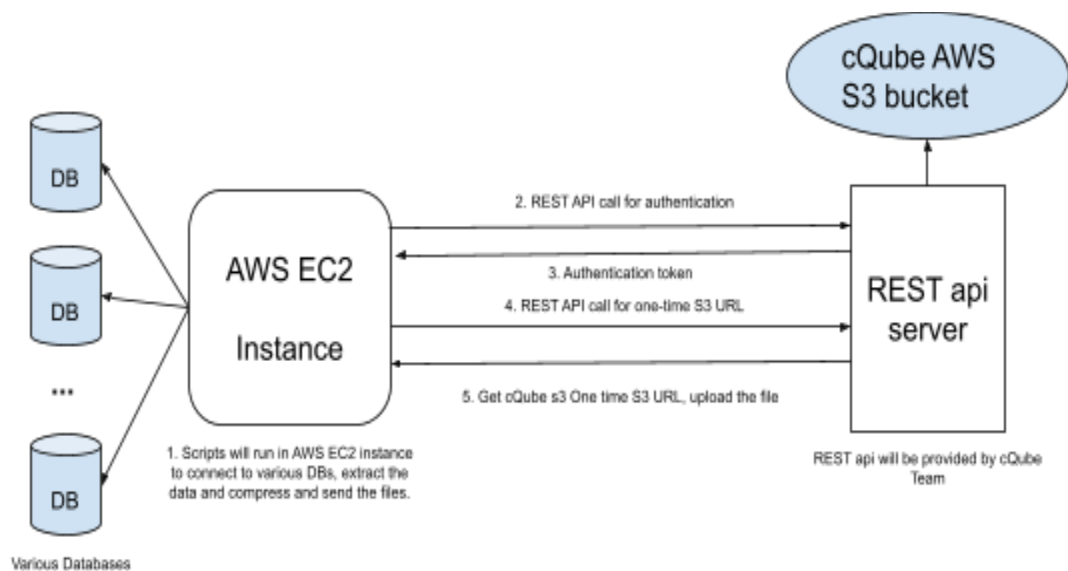 cQube AWS
S3 bucket
DB
DB
...
DB
Various Databases
AWS EC2
Instance
1. Scripts will run in AWS EC2 instance
to connect to various DBs, extract the
data and compress and send the files.
2. REST API call for authentication
3. Authentication token
4. REST API call for one-time S3 URL
5. Get cQube s3 One time S3 URL, upload the file
REST api
server
REST api will be provided by cQube
Team